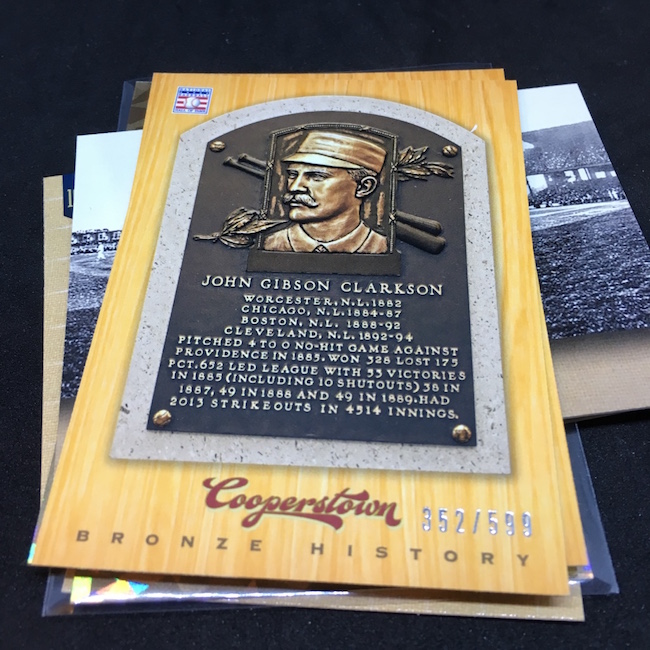 JOHN GIBSON CLARKSON
WORCESTER, N.L. 1882
CHICAGO, N.L. 1884-87
BOSTON, N.L. 1888-92
CLEVELAND, N.L. 1892-94
PITCHED 4 TO 0 NO-HIT GAME AGAINST
PROVIDENCE IN 1885. WON 328 LOST 175
PCT. 652 LED LEAGUE WITH 53 VICTORIES
IN 1885 (INCLUDING 10 SHUTOUTS) 38 IN
1887, 49 IN 1888 AND 49 IN 1889. HAD
2013 STRIKEOUTS IN 4514 INNINGS.
Cooperstown
352/599
BRONZE HISTORY